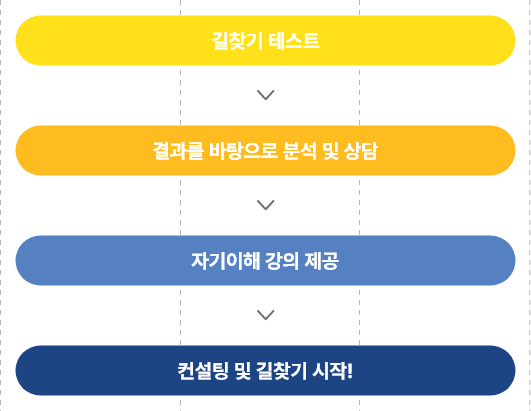 길찾기 테스트
결과를 바탕으로 분석 및 상담
자기이해 강의 제공
컨설팅 및 길찾기 시작!